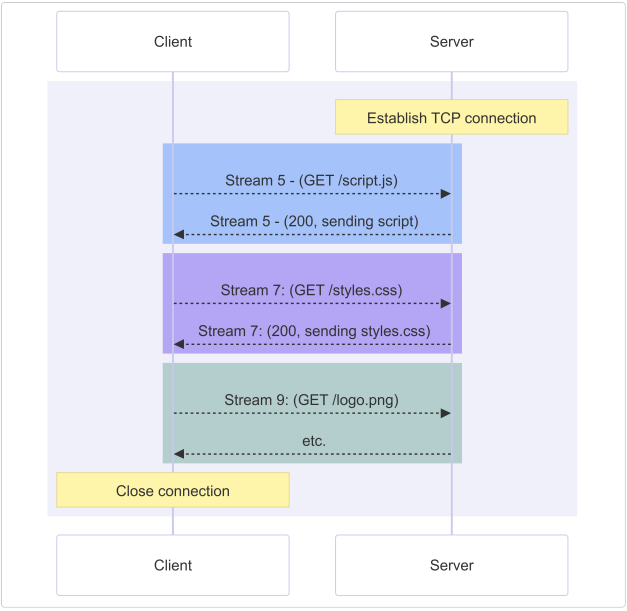 Client
Server
Establish TCP connection
Stream 5 - (GET /script.js)
Stream 5 - (200, sending script)
Stream 7: (GET /styles.css)
Stream 7: (200, sending styles.css)
Stream 9: (GET /logo.png)
etc.
Close connection
Client
Server